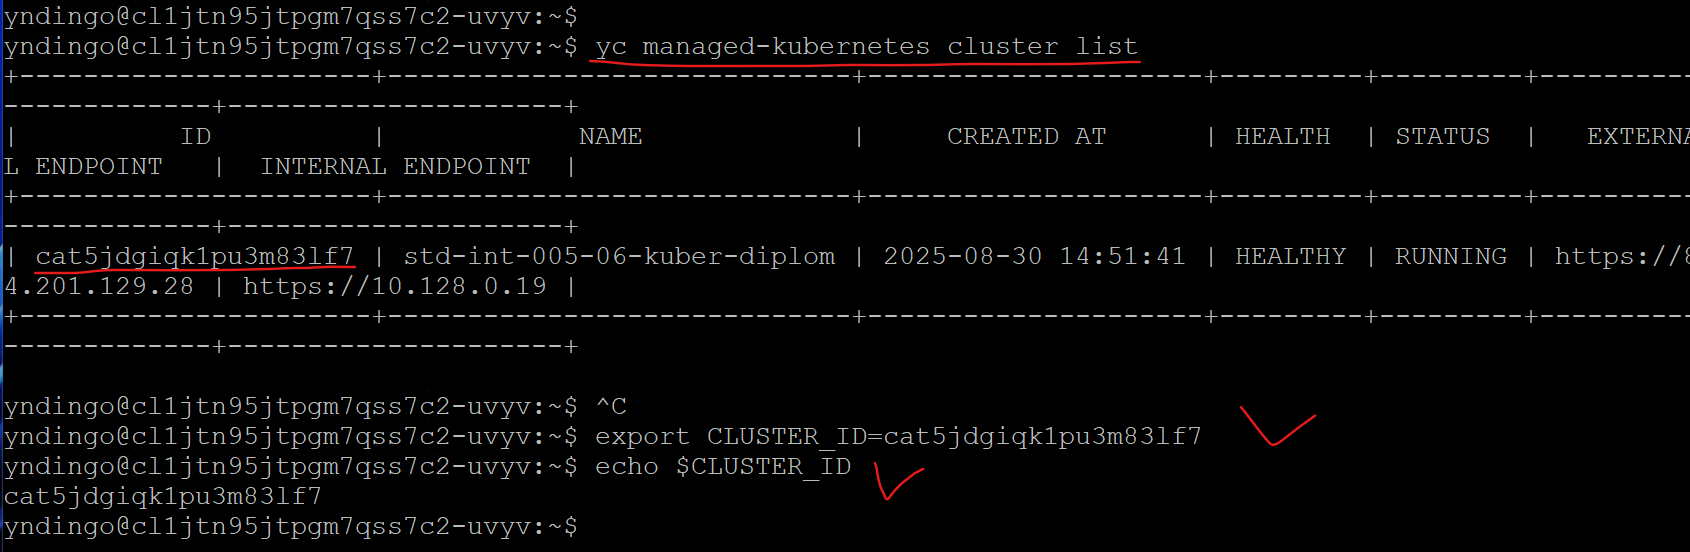 yndingo@cl1jtn95jtpgm7qss7c2-uvyv:~$
yndingo@cl1jtn95jtpgm7qss7c2-uvyv:~$ yc managed-kubernetes cluster list
+----------------------+-----------------------------+---------------------+---------+---------+----------
-------------+---------------------+
| ID | NAME | CREATED AT | HEALTH | STATUS | EXTERNA
L ENDPOINT | INTERNAL ENDPOINT |
+----------------------+-----------------------------+---------------------+---------+---------+----------
-------------+---------------------+
| cat5jdgiqk1pu3m83lf7 | std-int-005-06-kuber-diplom | 2025-08-30 14:51:41 | HEALTHY | RUNNING | https://8
4.201.129.28 | https://10.128.0.19 |
+----------------------+-----------------------------+---------------------+---------+---------+----------
-------------+---------------------+
yndingo@cl1jtn95jtpgm7qss7c2-uvyv:~$ ^C
yndingo@cl1jtn95jtpgm7qss7c2-uvyv:~$ export CLUSTER_ID=cat5jdgiqk1pu3m83lf7
yndingo@cl1jtn95jtpgm7qss7c2-uvyv:~$ echo $CLUSTER_ID
cat5jdgiqk1pu3m83lf7
yndingo@cl1jtn95jtpgm7qss7c2-uvyv:~$